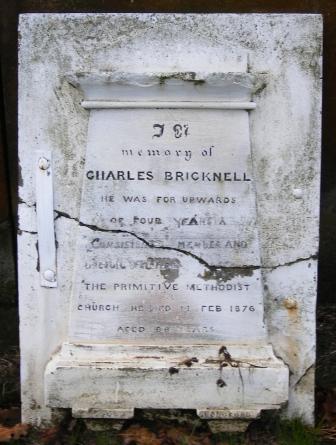 In
memory of
CHARLES BRICKNELL
HE WAS FOR UPWARDS
OF FOUR YEARS A
CONSISTENT MEMBER AND
THE PRIMITIVE METHODIST
CHURCH HE DIED FEB 1876
AGED YEARS